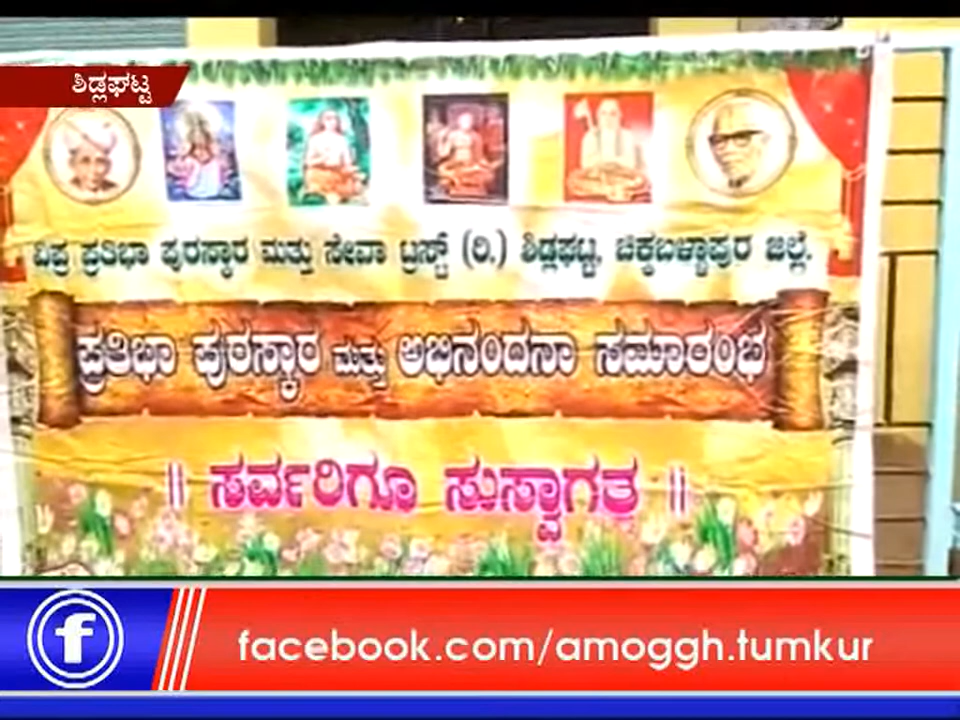 ಶಿಡ್ಲಘಟ್ಟ
ವಿಪ್ರ ಪ್ರತಿಭಾ ಪುರಸ್ಕಾರ ಮತ್ತು ಸೇವಾ ಟ್ರಸ್ಟ್ (ರಿ.) ಶಿಡ್ಲಘಟ್ಟ, ಚಿಕ್ಕಬಳ್ಳಾಪುರ ಜಿಲ್ಲೆ.
ಪ್ರತಿಭಾ ಪುರಸ್ಕಾರ ಮತ್ತು ಅಭಿನಂದನಾ ಸಮಾರಂಭ
॥ ಸರ್ವರಿಗೂ ಸುಸ್ವಾಗತ ॥
f facebook.com/amoggh.tumkur